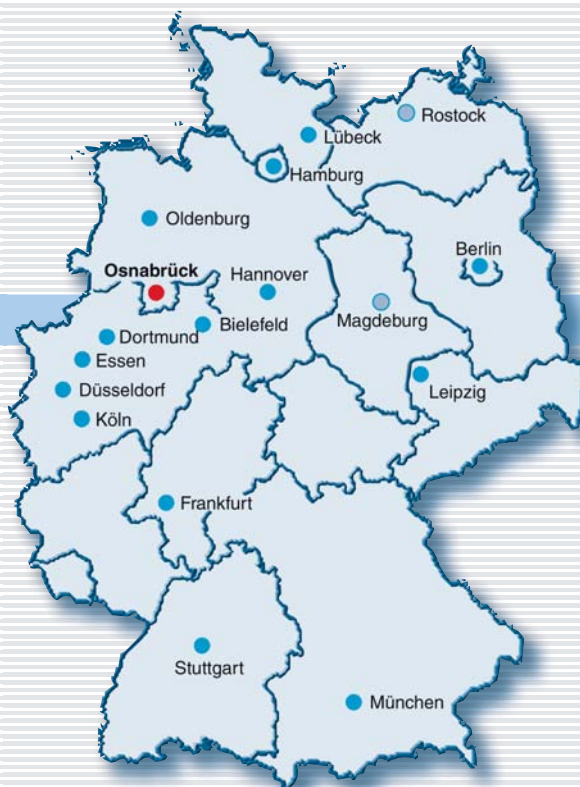 Rostock
Lübeck
Hamburg
Oldenburg
Berlin
Osnabrück
Hannover
Magdeburg
Bielefeld
Dortmund
Essen
Düsseldorf
Leipzig
Köln
Frankfurt
Stuttgart
München